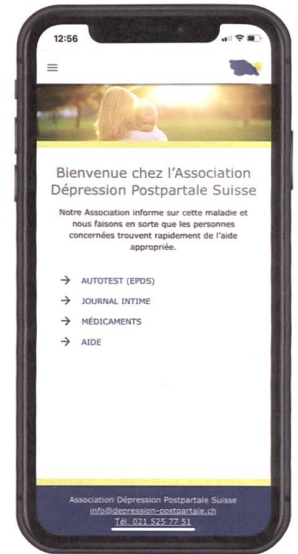 12:56
Bienvenue chez l'Association
Dépression Postpartale Suisse
Notre Association informe sur cette maladie et
nous faisons en sorte que les personnes
concernées trouvent rapidement de l'aide
appropriée.
→ AUTOTEST (EPDS)
→ JOURNAL INTIME
→ MÉDICAMENTS
→ AIDE
Association Dépression Postpartale Suisse
info@depression-postpartale.ch
Tél. 021 525 77 51